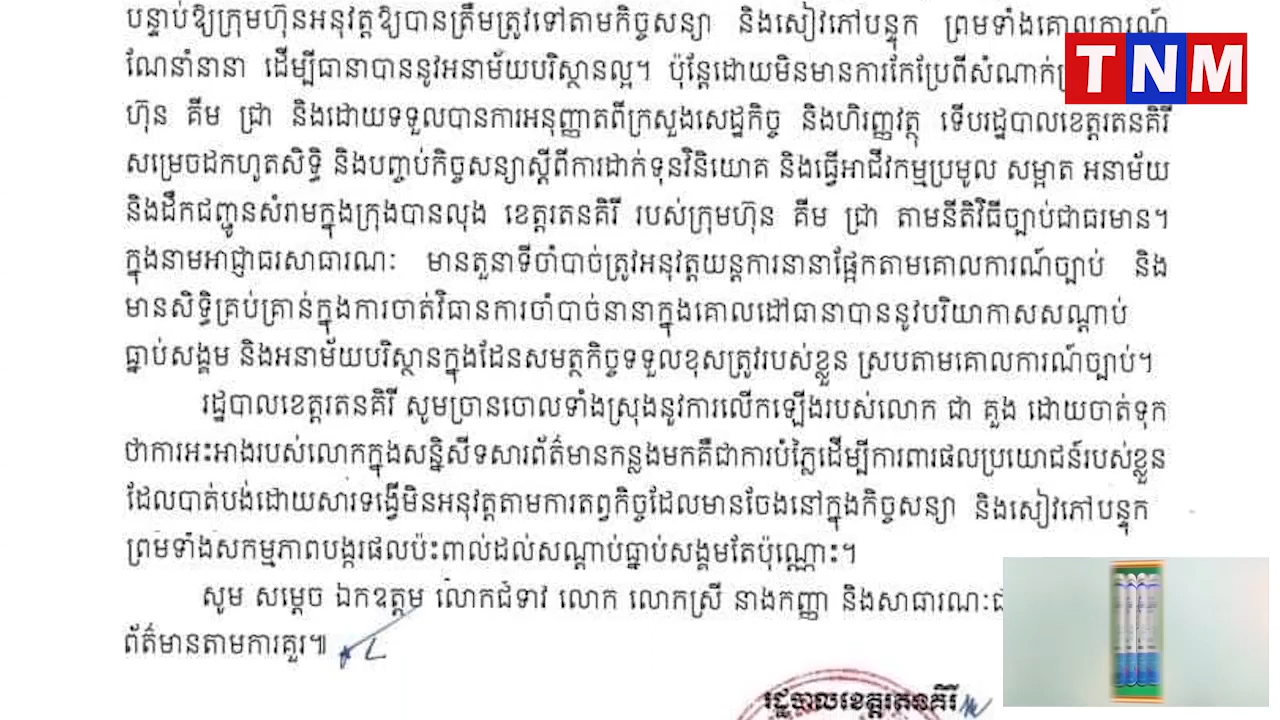 បន្ទាប់ឱ្យក្រុមហ៊ុនអនុវត្តឱ្យបានត្រឹមត្រូវទៅតាមកិច្ចសន្យា និងសៀវភៅបន្ទុក ព្រមទាំងគោលការណ៍
ណែនាំនានា ដើម្បីធានាបាននូវអនាម័យបរិស្ថានល្អ។ ប៉ុន្តែដោយមិនមានការកែប្រែពីសំណាក់
TNM
ហ៊ុន គីម ជ្រា និងដោយទទួលបានការអនុញ្ញាតពីក្រសួងសេដ្ឋកិច្ច និងហិរញ្ញវត្ថុ ទើបរដ្ឋបាលខេត្តរតនគិរី
សម្រេចដកហូតសិទ្ធិ និងបញ្ចប់កិច្ចសន្យាស្តីពីការដាក់ទុនវិនិយោគ និងធ្វើអាជីវកម្មប្រមូល សម្អាត អនាម័យ
និងដឹកជញ្ជូនសំរាមក្នុងក្រុងបានលុង ខេត្តរតនគិរី របស់ក្រុមហ៊ុន គីម ជ្រា តាមនីតិវិធីច្បាប់ជាធរមាន។
ក្នុងនាមអាជ្ញាធរសាធារណៈ មានតួនាទីចាំបាច់ត្រូវអនុវត្តយន្តការនានាផ្អែកតាមគោលការណ៍ច្បាប់ និង
មានសិទ្ធិគ្រប់គ្រាន់ក្នុងការចាត់វិធានការចាំបាច់នានាក្នុងគោលដៅធានាបាននូវបរិយាកាសសណ្តាប់
ធ្នាប់សង្គម និងអនាម័យបរិស្ថានក្នុងដែនសមត្ថកិច្ចទទួលខុសត្រូវរបស់ខ្លួន ស្របតាមគោលការណ៍ច្បាប់។
រដ្ឋបាលខេត្តរតនគិរី សូមច្រានចោលទាំងស្រុងនូវការលើកឡើងរបស់លោក ជា គួង ដោយចាត់ទុក
ថាការអះអាងរបស់លោកក្នុងសន្និសីទសារព័ត៌មានកន្លងមកគឺជាការបំភ្លៃដើម្បីការពារផលប្រយោជន៍របស់ខ្លួន
ដែលបាត់បង់ដោយសារទង្វើមិនអនុវត្តតាមការតព្វកិច្ចដែលមានចែងនៅក្នុងកិច្ចសន្យា និងសៀវភៅបន្ទុក
ព្រមទាំងសកម្មភាពបង្ករផលប៉ះពាល់ដល់សណ្តាប់ធ្នាប់សង្គមតែប៉ុណ្ណោះ។
សូម សម្តេច ឯកឧត្តម លោកជំទាវ លោក លោកស្រី នាងកញ្ញា និងសាធារណៈ
ព័ត៌មានតាមការគួរ៕
រដ្ឋបាលខេត្តរតនគិរី